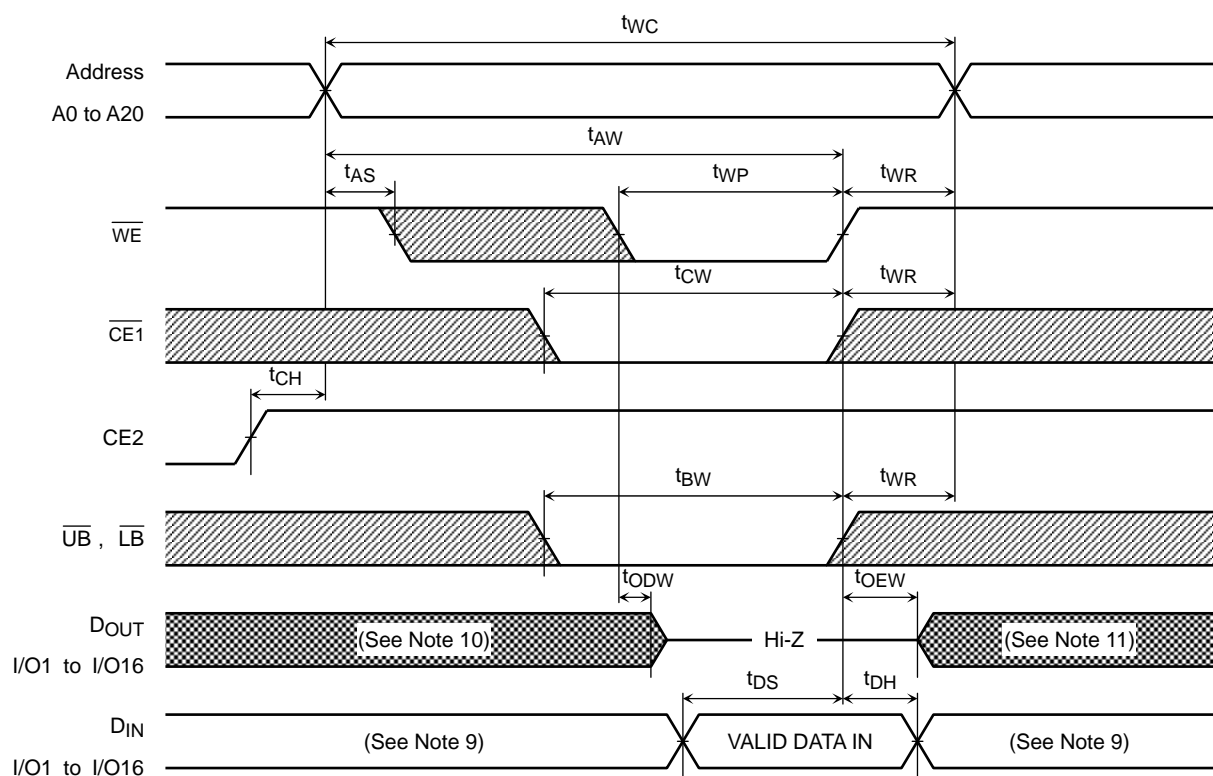 tWC
Address
A0 to A20
tAW
tAS
tWP
tWR
WE
tCW
tWR
CE1
tCH
CE2
tBW
tWR
UB , LB
tODW
tOEW
DOUT
(See Note 10)
Hi-Z
(See Note 11)
I/O1 to I/O16
tDS
tDH
DIN
(See Note 9)
VALID DATA IN
(See Note 9)
I/O1 to I/O16